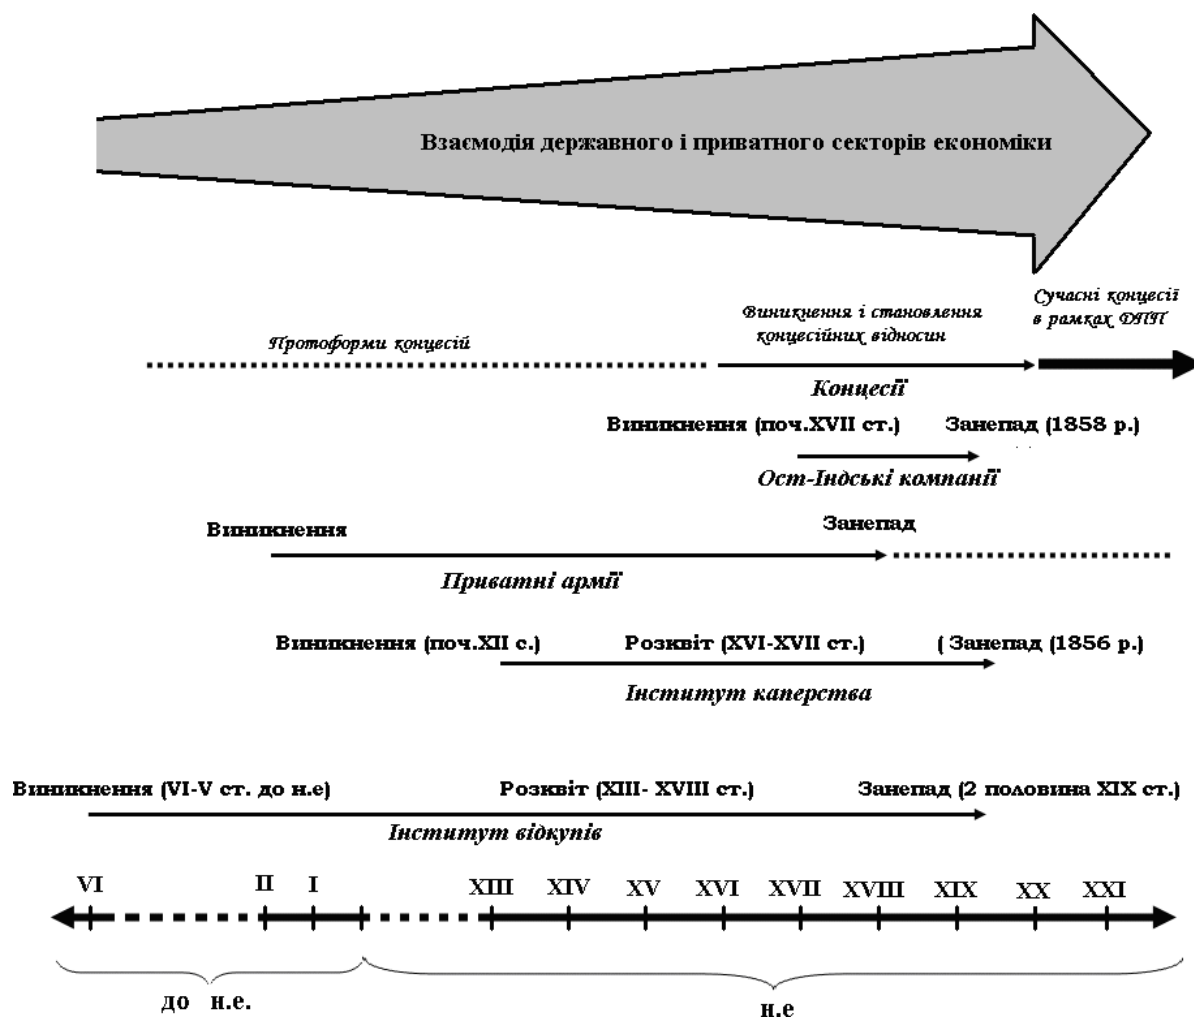 Взаємодія державного і приватного секторів економіки
Сучасні концесії
в рамках ДПП
Виникнення і становлення
концесійних відносин
Протоформи концесій
Концесії
Виникнення (поч.XVII ст.) Занепад (1858 р.)
Ост-Індські компанії
Виникнення Занепад
Приватні армії
Виникнення (поч.XII с.) Розквіт (XVI-XVII ст.) ( Занепад (1856 р.)
Інститут каперства
Виникнення (VI-V ст. до н.е) Розквіт (XIII- XVIII ст.) Занепад (2 половина XIX ст.)
Інститут відкупів
VI II I XIII XIV XV XVI XVII XVIII XIX XX XXI
до н.е. н.е